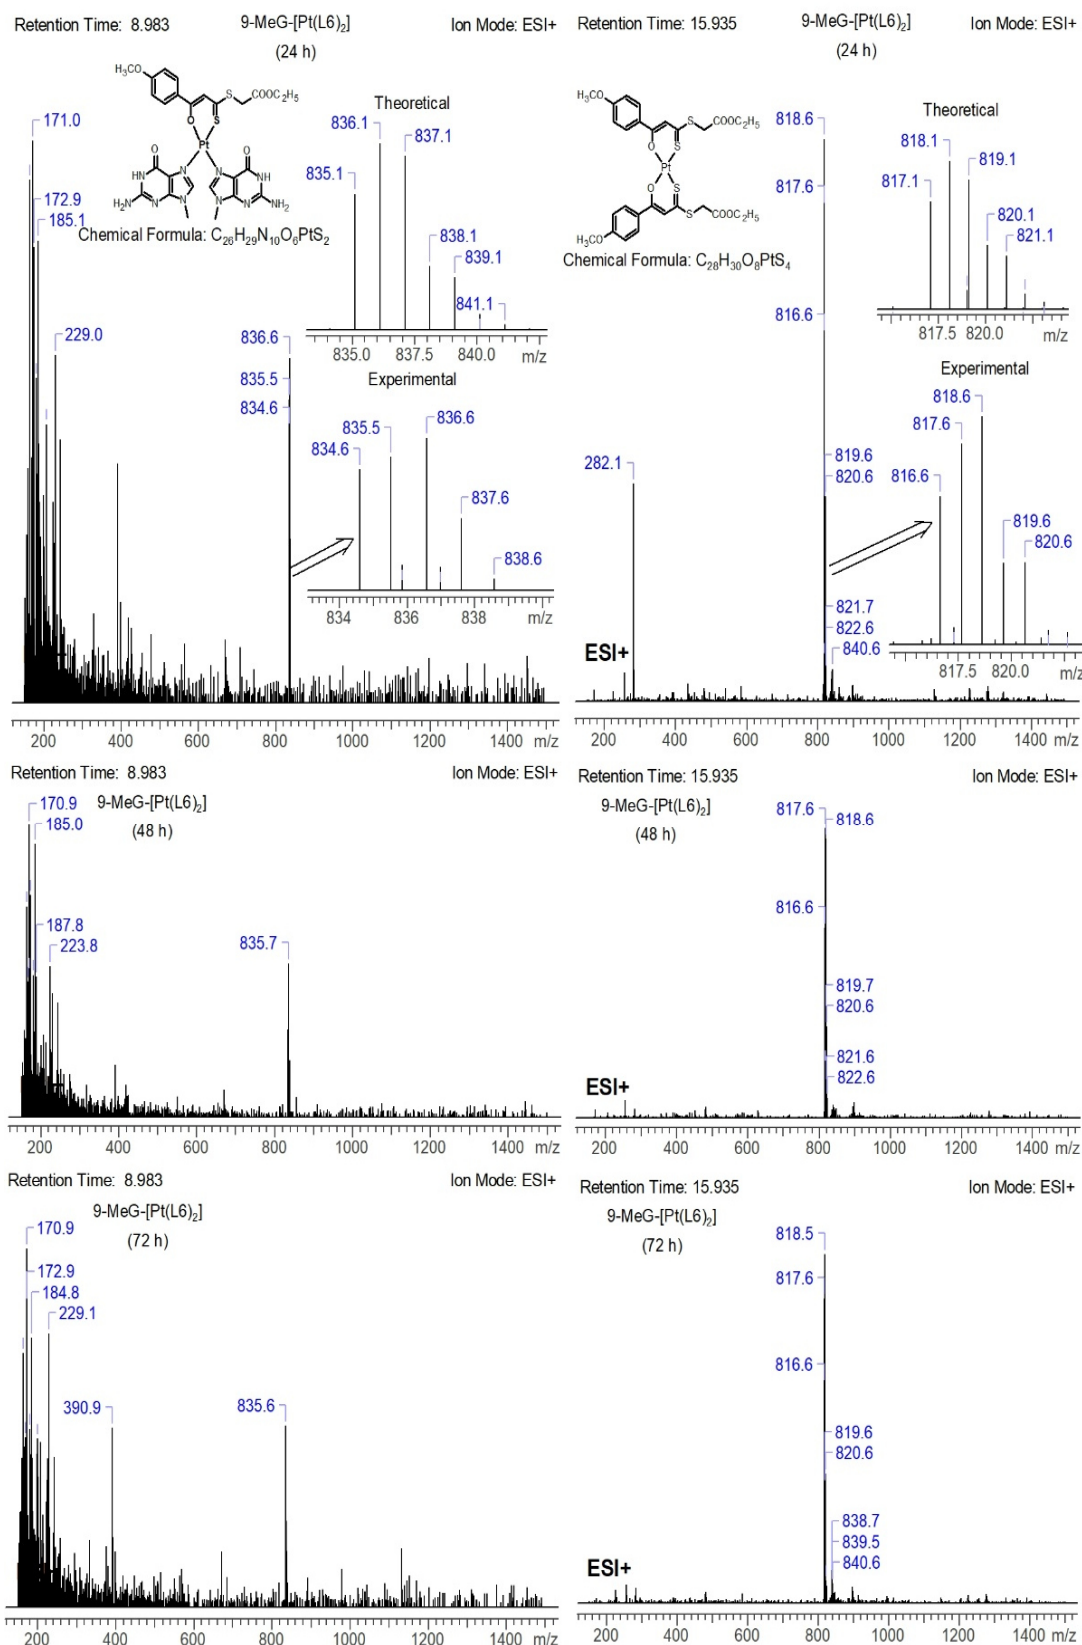 Retention Time: 8.983
9-MeG-[Pt(L6)2]
(24 h)
Ion Mode: ESI+
H3CO
S
COOC2H5
O
S
Pt
O
O
HN
N
N
NH
H2N
N
N
N
N
NH2
Chemical Formula: C26H29N10O6PtS2
171.0
172.9
185.1
229.0
836.6
835.5
834.6
Theoretical
836.1
837.1
835.1
838.1
839.1
841.1
835.0 837.5 840.0 m/z
Experimental
836.6
835.5
834.6
837.6
838.6
834 836 838 m/z
200 400 600 800 1000 1200 1400 m/z
Retention Time: 15.935
9-MeG-[Pt(L6)2]
(24 h)
Ion Mode: ESI+
H3CO
S
COOC2H5
O
S
Pt
O
S
S
COOC2H5
H3CO
Chemical Formula: C28H30O8PtS4
818.6
817.6
816.6
282.1
819.6
820.6
821.7
822.6
840.6
ESI+
Theoretical
818.1
819.1
817.1
820.1
821.1
817.5 820.0 m/z
Experimental
818.6
817.6
816.6
819.6
820.6
817.5 820.0 m/z
200 400 600 800 1000 1200 1400 m/z
Retention Time: 8.983
Ion Mode: ESI+
9-MeG-[Pt(L6)2]
(48 h)
170.9
185.0
187.8
223.8
835.7
200 400 600 800 1000 1200 1400 m/z
Retention Time: 15.935
Ion Mode: ESI+
9-MeG-[Pt(L6)2]
(48 h)
817.6
818.6
816.6
819.7
820.6
821.6
822.6
ESI+
200 400 600 800 1000 1200 1400 m/z
Retention Time: 8.983
Ion Mode: ESI+
9-MeG-[Pt(L6)2]
(72 h)
170.9
172.9
184.8
229.1
390.9
835.6
200 400 600 800 1000 1200 1400 m/z
Retention Time: 15.935
Ion Mode: ESI+
9-MeG-[Pt(L6)2]
(72 h)
818.5
817.6
816.6
819.6
820.6
838.7
839.5
840.6
ESI+
200 400 600 800 1000 1200 1400 m/z